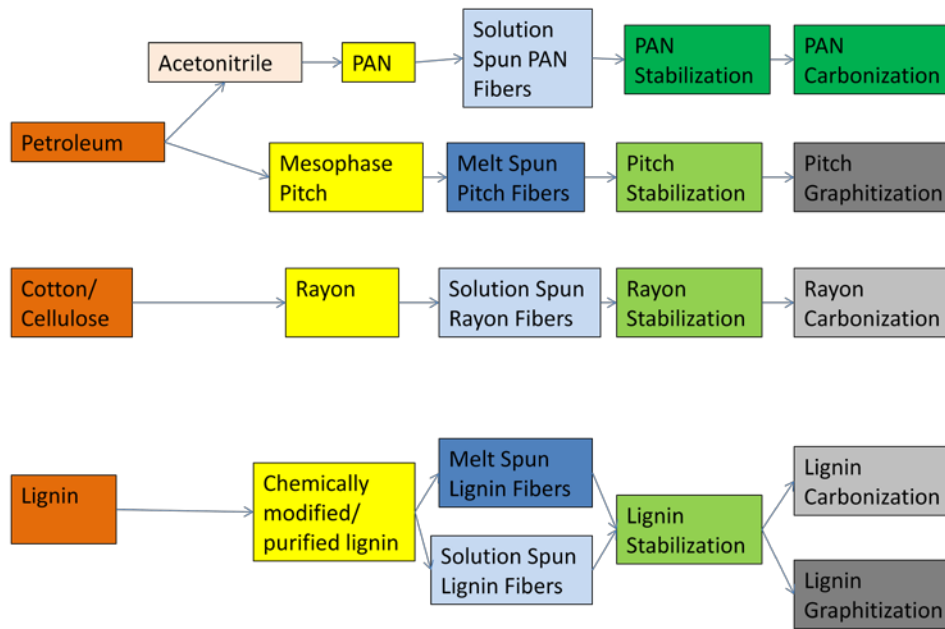 Acetonitrile
PAN
Solution
Spun PAN
Fibers
PAN
Stabilization
PAN
Carbonization
Petroleum
Mesophase
Pitch
Melt Spun
Pitch Fibers
Pitch
Stabilization
Pitch
Graphitization
Cotton/
Cellulose
Rayon
Solution Spun
Rayon Fibers
Rayon
Stabilization
Rayon
Carbonization
Lignin
Chemically
modified/
purified lignin
Melt Spun
Lignin Fibers
Solution Spun
Lignin Fibers
Lignin
Stabilization
Lignin
Carbonization
Lignin
Graphitization